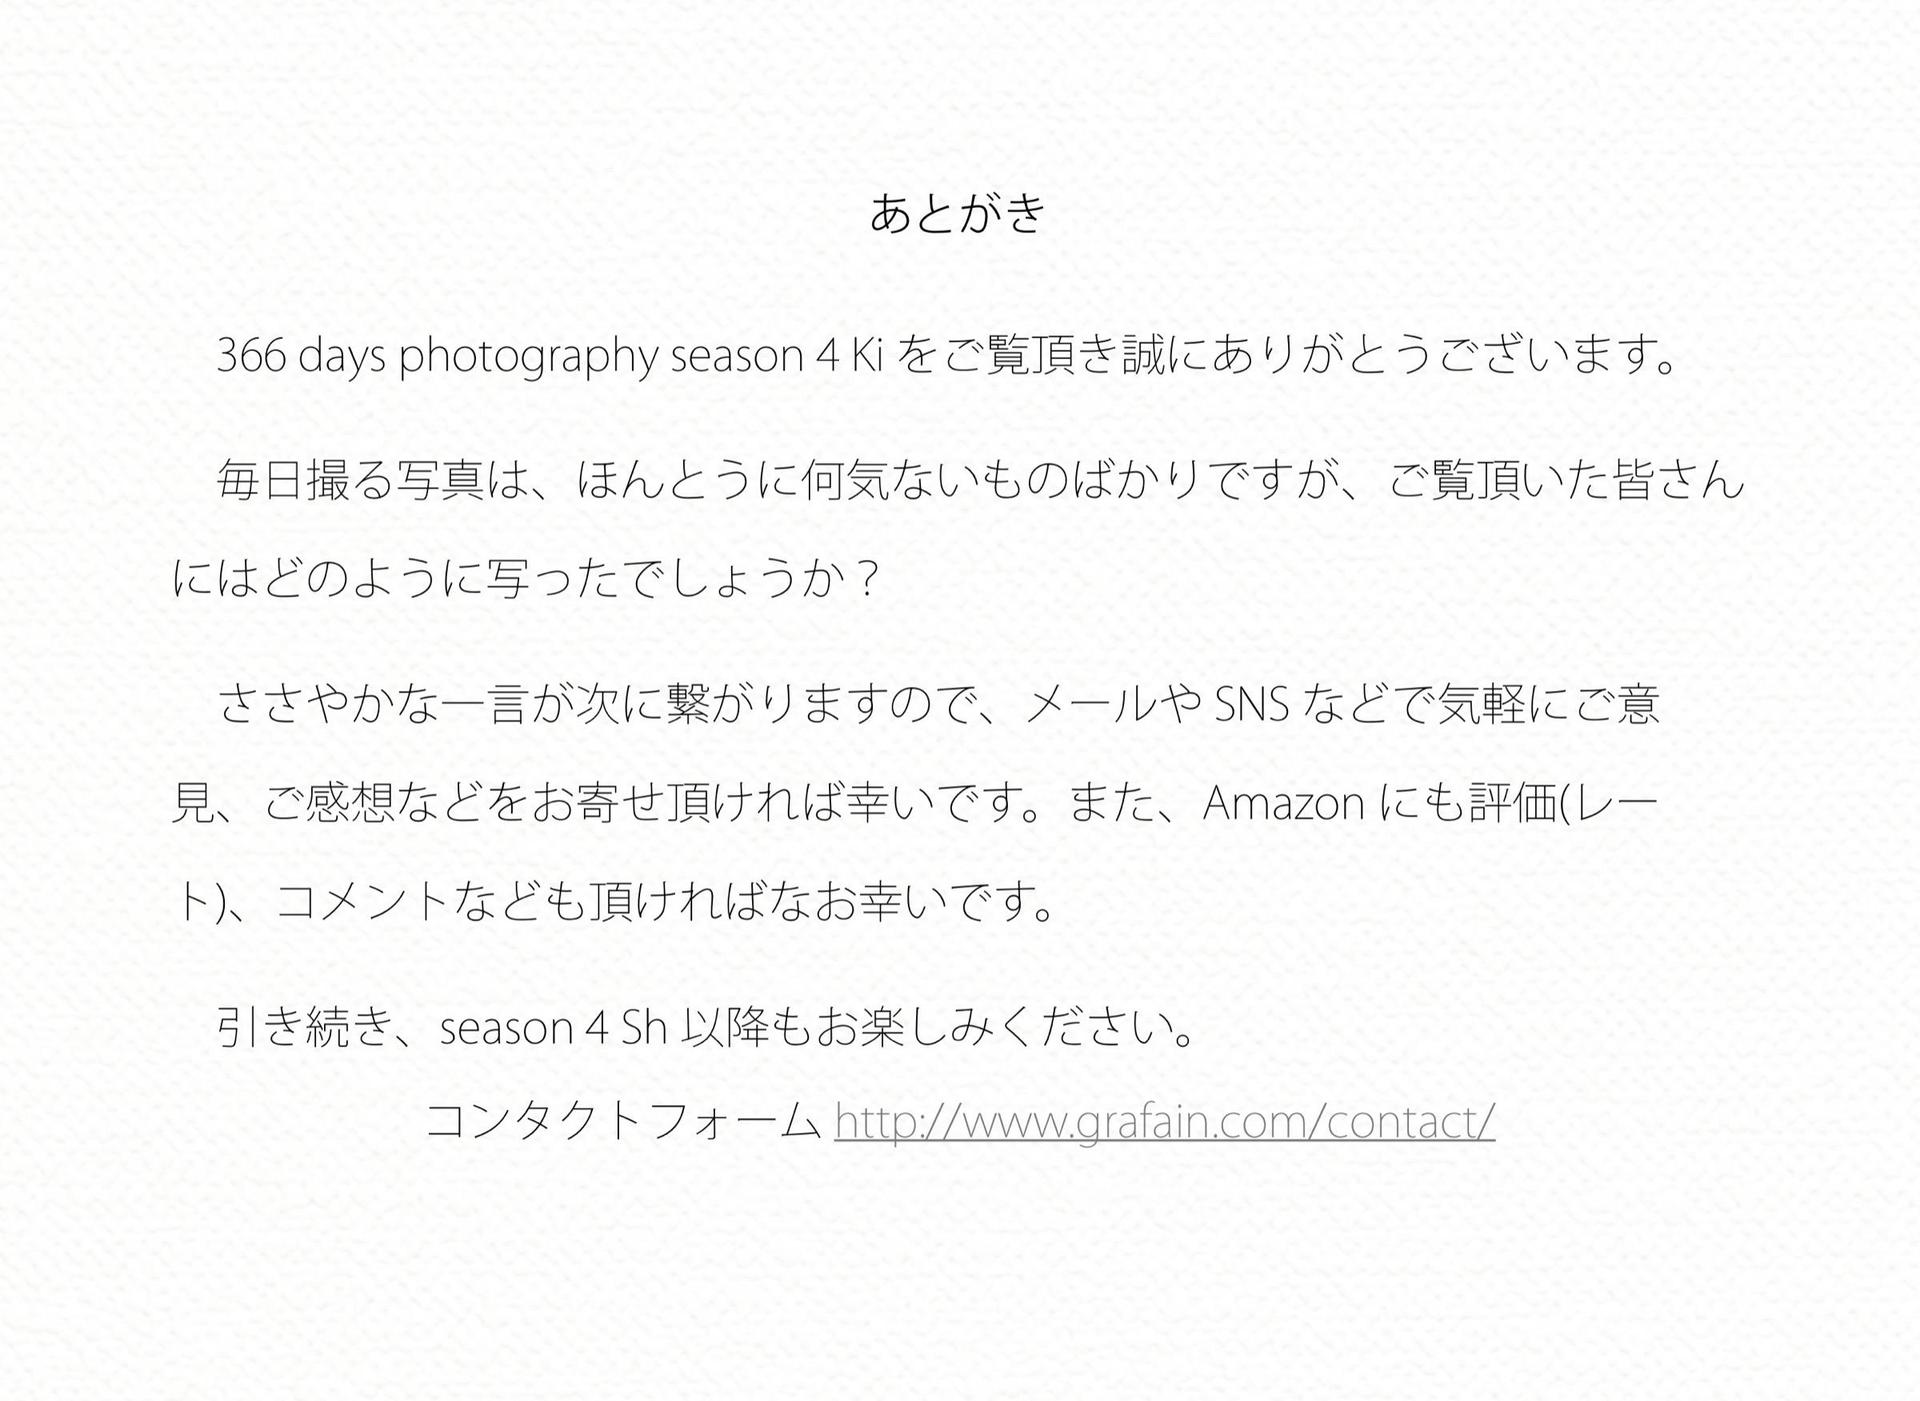 あとがき
366 days photography season 4 Ki をご覧頂き誠にありがとうございます。
毎日撮る写真は、ほんとうに何気ないものばかりですが、ご覧頂いた皆さん
にはどのように写ったでしょうか？
ささやかな一言が次に繋がりますので、メールや SNS などで気軽にご意
見、ご感想などをお寄せ頂ければ幸いです。また、Amazon にも評価(レー
ト)、コメントなども頂ければなお幸いです。
引き続き、season 4 Sh 以降もお楽しみください。
コンタクトフォーム http://www.grafain.com/contact/